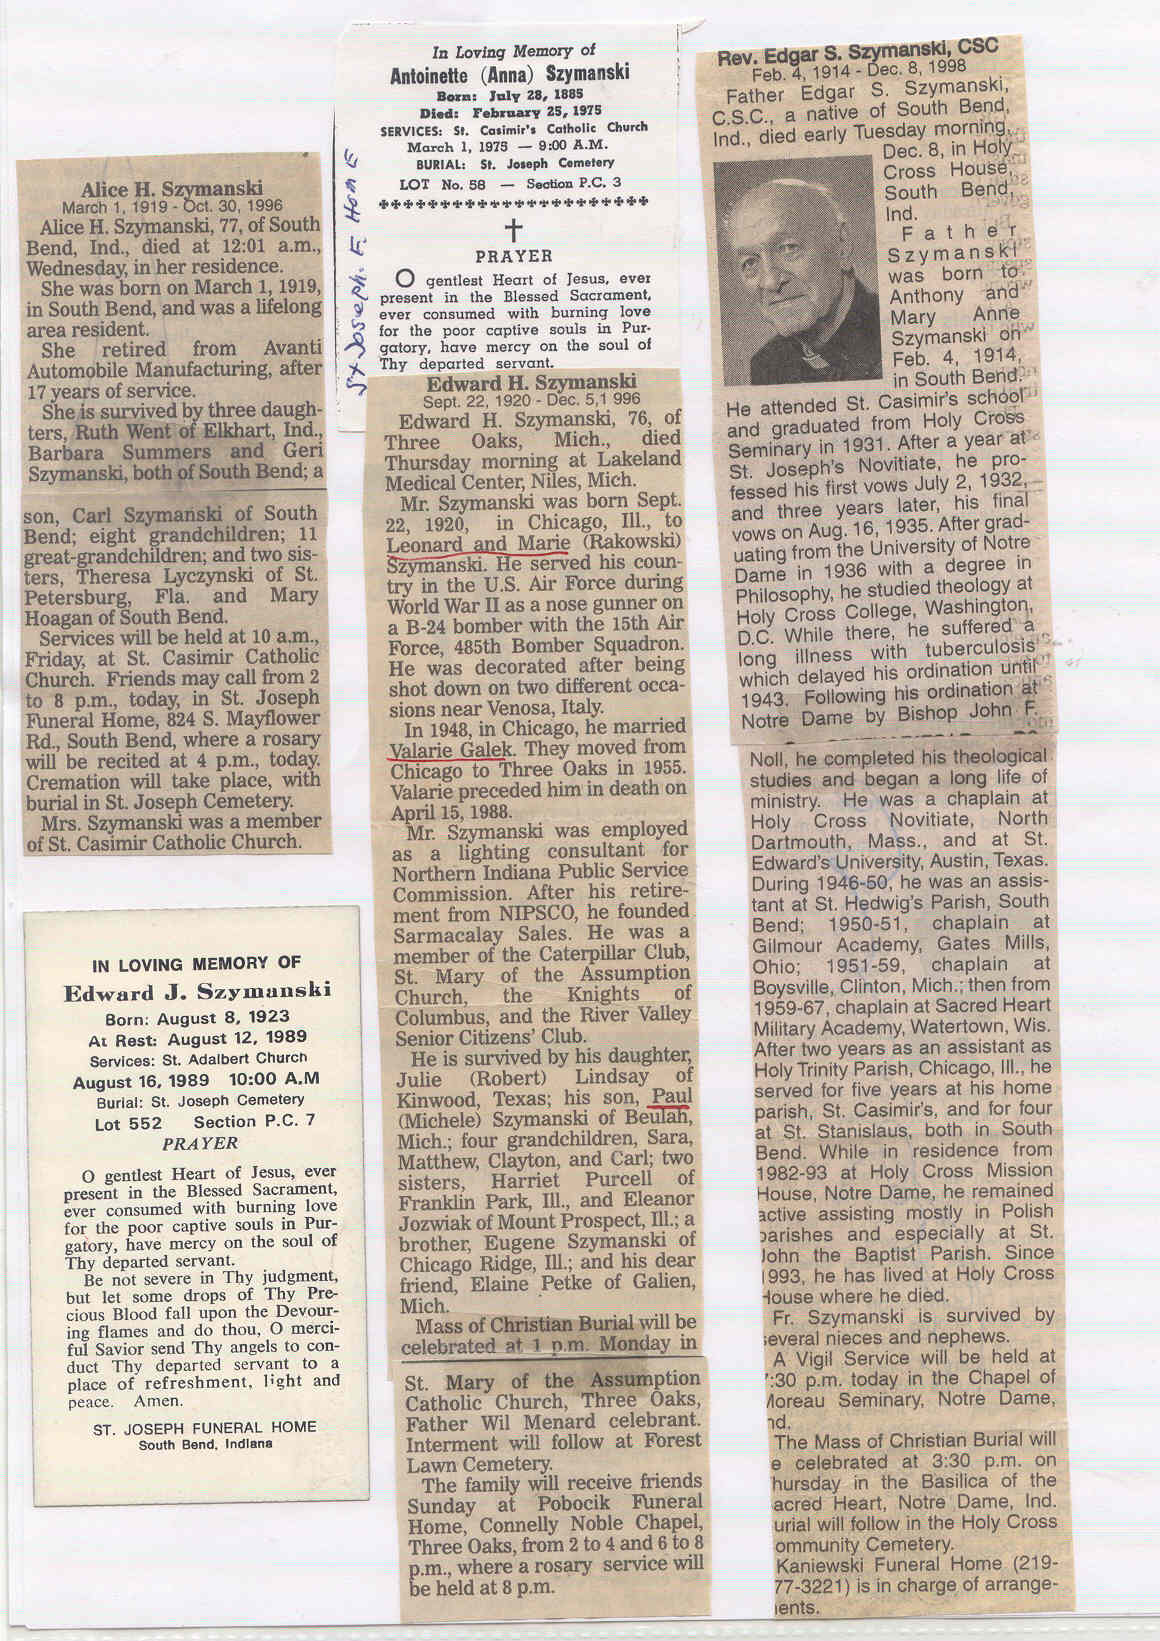 Alice H. Szymanski
March 1, 1919 - Oct. 30, 1996
Alice H. Szymanski, 77, of South
Bend, Ind., died at 12:01 a.m.,
Wednesday, in her residence.
She was born on March 1, 1919,
in South Bend, and was a lifelong
area resident.
She retired from Avanti
Automobile Manufacturing, after
17 years of service.
She is survived by three daugh-
ters, Ruth Went of Elkhart, Ind.,
Barbara Summers and Geri
Szymanski, both of South Bend; a
son, Carl Szymanski of South
Bend; eight grandchildren; 11
great-grandchildren; and two sis-
ters, Theresa Lyczynski of St.
Petersburg, Fla. and Mary
Hoagan of South Bend.
Services will be held at 10 a.m.,
Friday, at St. Casimir Catholic
Church. Friends may call from 2
to 8 p.m., today, in St. Joseph
Funeral Home, 824 S. Mayflower
Rd., South Bend, where a rosary
will be recited at 4 p.m., today.
Cremation will take place, with
burial in St. Joseph Cemetery.
Mrs. Szymanski was a member
of St. Casimir Catholic Church.
IN LOVING MEMORY OF
Edward J. Szymanski
Born: August 8, 1923
At Rest: August 12, 1989
Services: St. Adalbert Church
August 16, 1989 10:00 A.M
Burial: St. Joseph Cemetery
Lot 552 Section P.C. 7
PRAYER
O gentlest Heart of Jesus, ever
present in the Blessed Sacrament,
ever consumed with burning love
for the poor captive souls in Pur-
gatory, have mercy on the soul of
Thy departed servant.
Be not severe in Thy judgment,
but let some drops of Thy Pre-
cious Blood fall upon the Devour-
ing flames and do thou, O merci-
ful Savior send Thy angels to con-
duct Thy departed servant to a
place of refreshment, light and
peace. Amen.
ST. JOSEPH FUNERAL HOME
South Bend, Indiana
St Joseph. F. HOME
In Loving Memory of
Antoinette (Anna) Szymanski
Born: July 28, 1885
Died: February 25, 1975
SERVICES: St. Casimir's Catholic Church
March 1, 1975 — 9:00 A.M.
BURIAL: St. Joseph Cemetery
LOT No. 58 — Section P.C. 3
PRAYER
O gentlest Heart of Jesus, ever
present in the Blessed Sacrament,
ever consumed with burning love
for the poor captive souls in Pur-
gatory, have mercy on the soul of
Thy departed servant.
Edward H. Szymanski
Sept. 22, 1920 - Dec. 5,1 996
Edward H. Szymanski, 76, of
Three Oaks, Mich., died
Thursday morning at Lakeland
Medical Center, Niles, Mich.
Mr. Szymanski was born Sept.
22, 1920, in Chicago, Ill., to
Leonard and Marie (Rakowski)
Szymanski. He served his coun-
try in the U.S. Air Force during
World War II as a nose gunner on
a B-24 bomber with the 15th Air
Force, 485th Bomber Squadron.
He was decorated after being
shot down on two different occa-
sions near Venosa, Italy.
In 1948, in Chicago, he married
Valarie Galek. They moved from
Chicago to Three Oaks in 1955.
Valarie preceded him in death on
April 15, 1988.
Mr. Szymanski was employed
as a lighting consultant for
Northern Indiana Public Service
Commission. After his retire-
ment from NIPSCO, he founded
Sarmacalay Sales. He was a
member of the Caterpillar Club,
St. Mary of the Assumption
Church, the Knights of
Columbus, and the River Valley
Senior Citizens' Club.
He is survived by his daughter,
Julie (Robert) Lindsay of
Kinwood, Texas; his son, Paul
(Michele) Szymanski of Beulah,
Mich.; four grandchildren, Sara,
Matthew, Clayton, and Carl; two
sisters, Harriet Purcell of
Franklin Park, Ill., and Eleanor
Jozwiak of Mount Prospect, Ill.; a
brother, Eugene Szymanski of
Chicago Ridge, Ill.; and his dear
friend, Elaine Petke of Galien,
Mich.
Mass of Christian Burial will be
celebrated at 1 p.m. Monday in
St. Mary of the Assumption
Catholic Church, Three Oaks,
Father Wil Menard celebrant.
Interment will follow at Forest
Lawn Cemetery.
The family will receive friends
Sunday at Pobocik Funeral
Home, Connelly Noble Chapel,
Three Oaks, from 2 to 4 and 6 to 8
p.m., where a rosary service will
be held at 8 p.m.
Rev. Edgar S. Szymanski, CSC
Feb. 4, 1914 - Dec. 8, 1998
Father Edgar S. Szymanski,
C.S.C., a native of South Bend,
Ind., died early Tuesday morning,
Dec. 8, in Holy
Cross House,
South Bend,
Ind.
Father
Szymanski
was born to
Anthony and
Mary Anne
Szymanski on
Feb. 4, 1914,
in South Bend.
He attended St. Casimir's school
and graduated from Holy Cross
Seminary in 1931. After a year at
St. Joseph's Novitiate, he pro-
fessed his first vows July 2, 1932,
and three years later, his final
vows on Aug. 16, 1935. After grad-
uating from the University of Notre
Dame in 1936 with a degree in
Philosophy, he studied theology at
Holy Cross College, Washington,
D.C. While there, he suffered a
long illness with tuberculosis
which delayed his ordination until
1943. Following his ordination at
Notre Dame by Bishop John F.
Noll, he completed his theological
studies and began a long life of
ministry. He was a chaplain at
Holy Cross Novitiate, North
Dartmouth, Mass., and at St.
Edward's University, Austin, Texas.
During 1946-50, he was an assis-
tant at St. Hedwig's Parish, South
Bend; 1950-51, chaplain at
Gilmour Academy, Gates Mills,
Ohio; 1951-59, chaplain at
Boysville, Clinton, Mich.; then from
1959-67, chaplain at Sacred Heart
Military Academy, Watertown, Wis.
After two years as an assistant as
Holy Trinity Parish, Chicago, Ill., he
served for five years at his home
parish, St. Casimir's, and for four
at St. Stanislaus, both in South
Bend. While in residence from
1982-93 at Holy Cross Mission
House, Notre Dame, he remained
active assisting mostly in Polish
parishes and especially at St.
John the Baptist Parish. Since
1993, he has lived at Holy Cross
House where he died.
Fr. Szymanski is survived by
several nieces and nephews.
A Vigil Service will be held at
:30 p.m. today in the Chapel of
Moreau Seminary, Notre Dame,
nd.
The Mass of Christian Burial will
e celebrated at 3:30 p.m. on
hursday in the Basilica of the
acred Heart, Notre Dame, Ind.
urial will follow in the Holy Cross
ommunity Cemetery.
Kaniewski Funeral Home (219-
77-3221) is in charge of arrange-
ents.